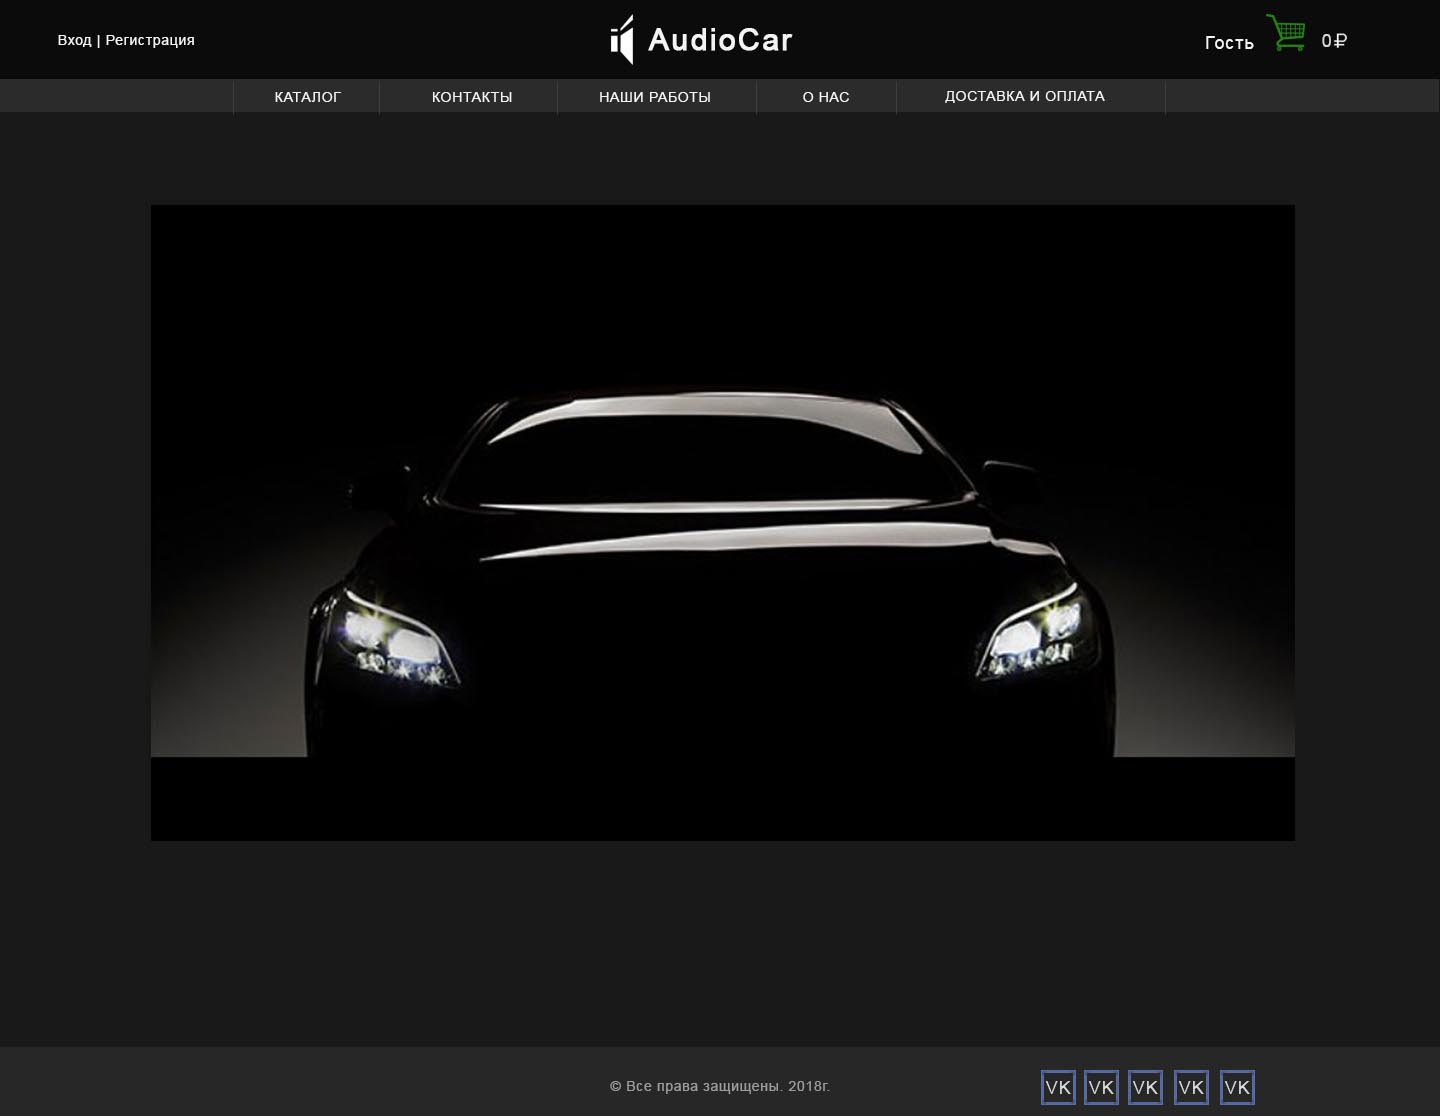 Вход | Регистрация
AudioCar
Гость
0₽
КАТАЛОГ
КОНТАКТЫ
НАШИ РАБОТЫ
О НАС
ДОСТАВКА И ОПЛАТА
© Все права защищены. 2018г.
VK VK VK VK VK